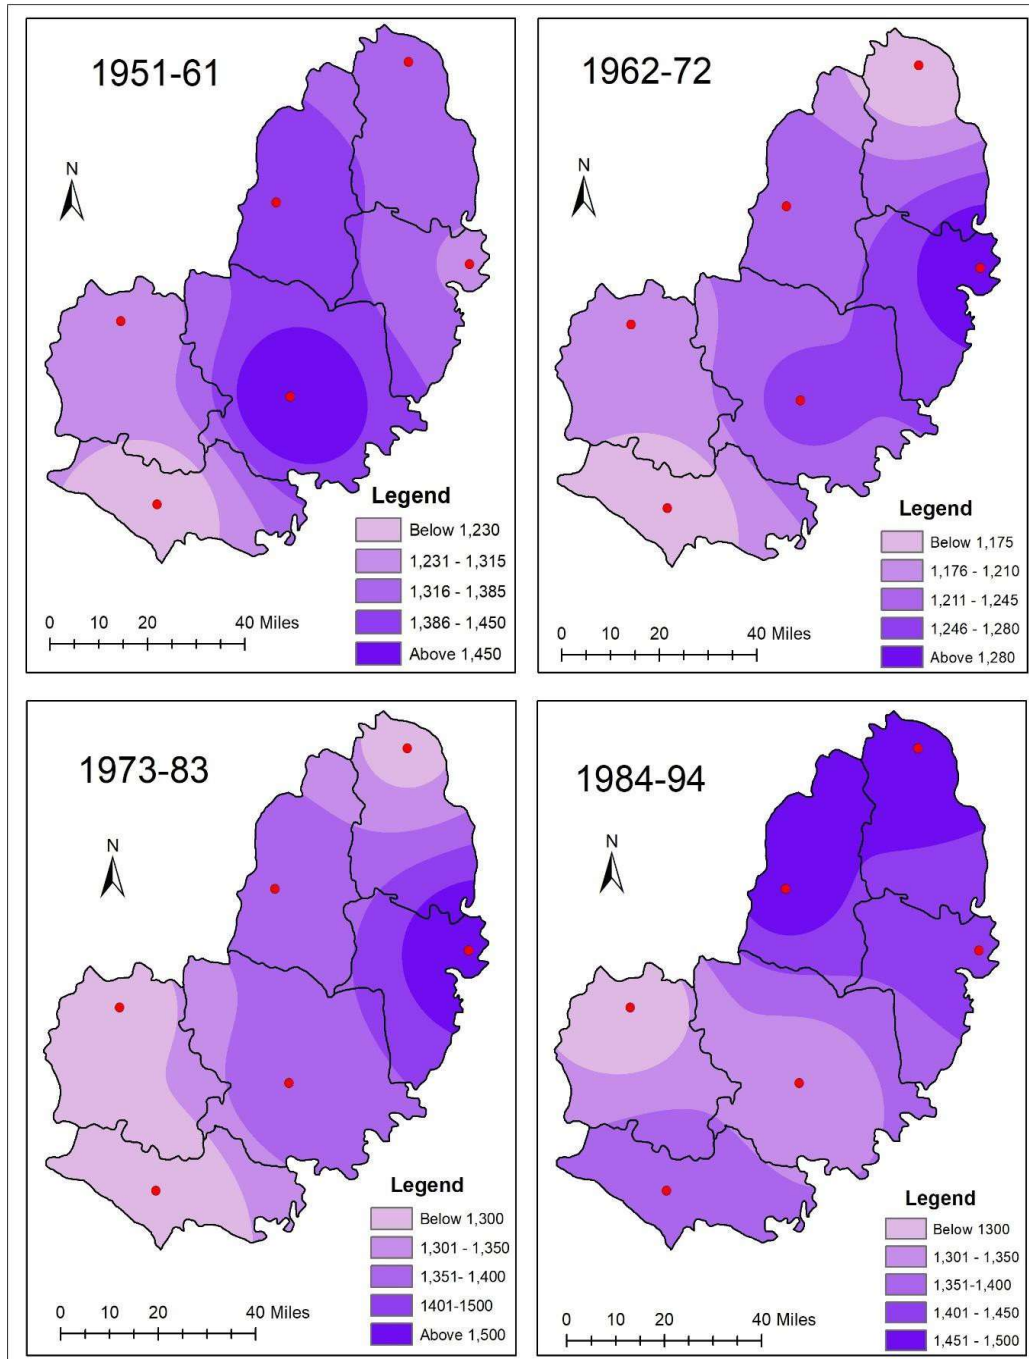 1951-61
N
Legend
Below 1,230
1,231 - 1,315
1,316 - 1,385
1,386 - 1,450
Above 1,450
0 20 40 Miles
1962-72
N
Legend
Below 1,175
1,176 - 1,210
1,211 - 1,245
1,246 - 1,280
Above 1,280
0 20 40 Miles
1973-83
N
Legend
Below 1,300
1,301 - 1,350
1,351- 1,400
1401-1500
Above 1,500
0 20 40 Miles
1984-94
N
Legend
Below 1300
1,301 - 1,350
1,351-1,400
1,401 - 1,450
1,451 - 1,500
0 20 40 Miles